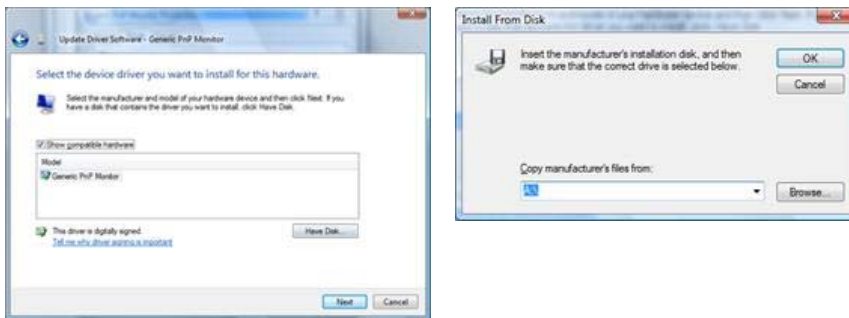 Update Driver Software - Generic PnP Monitor
Select the device driver you want to install for this hardware.
Select the manufacturer and model of your hardware device and then click Next. If you
have a disk that contains the driver you want to install, click Have Disk.
Show compatible hardware
Model
Generic PnP Monitor
This driver is digitally signed.
Tell me why driver signing is important
Have Disk...
Next
Cancel
Install From Disk
Insert the manufacturer's installation disk, and then
make sure that the correct drive is selected below.
OK
Cancel
Copy manufacturer's files from:
A:\
Browse...